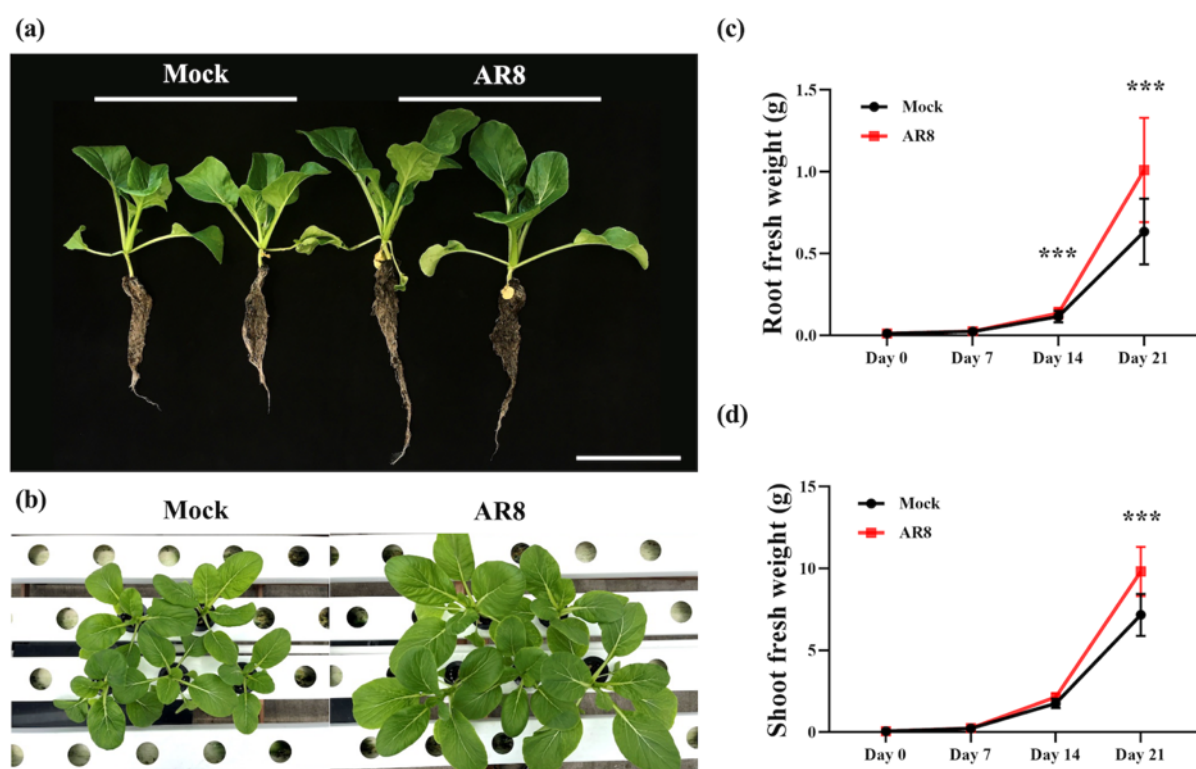 (a)
Mock
AR8
(b)
Mock
AR8
(c)
Root fresh weight (g)
1.5
1.0
0.5
0.0
Mock
AR8
***
***
Day 0
Day 7
Day 14
Day 21
(d)
Shoot fresh weight (g)
15
10
5
0
Mock
AR8
***
Day 0
Day 7
Day 14
Day 21